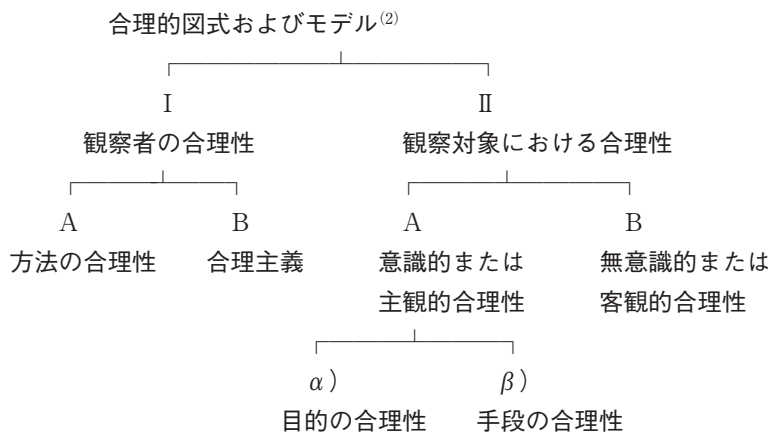 合理的図式およびモデル(2)
Ⅰ Ⅱ
観察者の合理性 観察対象における合理性
A B A B
方法の合理性 合理主義 意識的または 無意識的または
主観的合理性 客観的合理性
α) β)
目的の合理性 手段の合理性